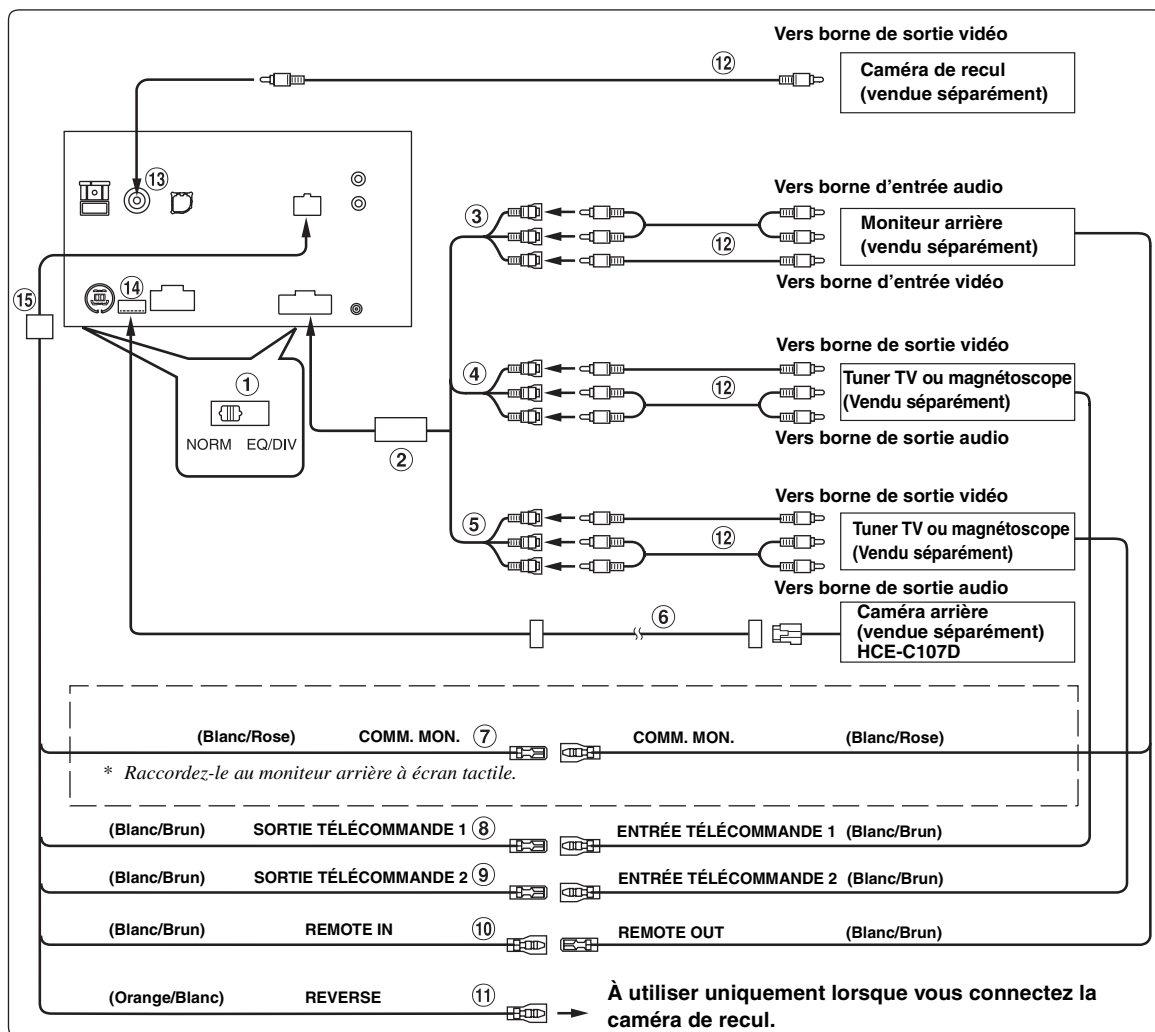 Vers borne de sortie vidéo
⑫
Caméra de recul
(vendue séparément)
⑬
Vers borne d'entrée audio
③
Moniteur arrière
(vendu séparément)
⑫
Vers borne d'entrée vidéo
⑭
⑮
Vers borne de sortie vidéo
①
④
⑫
Tuner TV ou magnétoscope
(Vendu séparément)
NORM EQ/DIV
②
Vers borne de sortie audio
Vers borne de sortie vidéo
⑤
⑫
Tuner TV ou magnétoscope
(Vendu séparément)
Vers borne de sortie audio
⑥
Caméra arrière
(vendue séparément)
HCE-C107D
(Blanc/Rose) COMM. MON. ⑦ COMM. MON. (Blanc/Rose)
* Raccordez-le au moniteur arrière à écran tactile.
(Blanc/Brun) SORTIE TÉLÉCOMMANDE 1 ⑧ ENTRÉE TÉLÉCOMMANDE 1 (Blanc/Brun)
(Blanc/Brun) SORTIE TÉLÉCOMMANDE 2 ⑨ ENTRÉE TÉLÉCOMMANDE 2 (Blanc/Brun)
(Blanc/Brun) REMOTE IN ⑩ REMOTE OUT (Blanc/Brun)
(Orange/Blanc) REVERSE ⑪
À utiliser uniquement lorsque vous connectez la
caméra de recul.